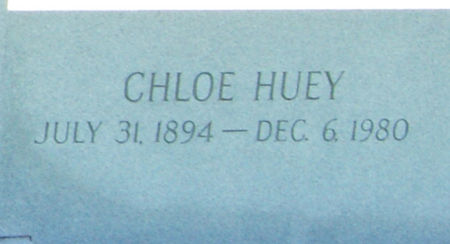 CHLOE HUEY
JULY 31, 1894 — DEC. 6, 1980